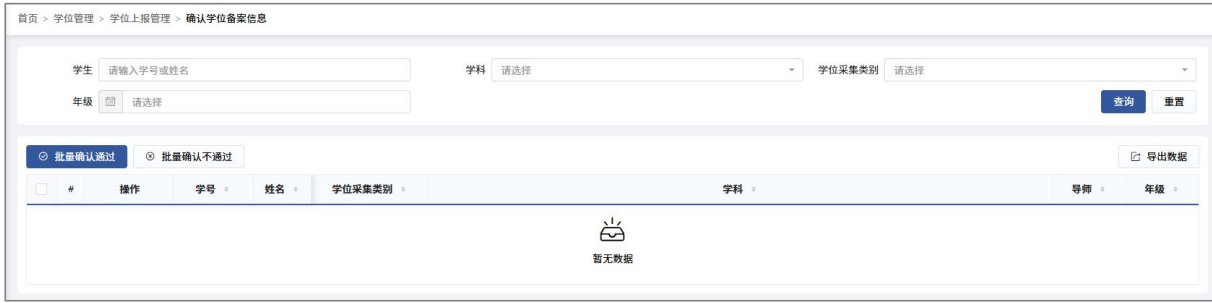 首页 > 学位管理 > 学位上报管理 > 确认学位备案信息
学生 请输入学号或姓名 学科 请选择 学位采集类别 请选择
年级 请选择 查询 重置
批量确认通过 批量确认不通过 导出数据
# 操作 学号 姓名 学位采集类别 学科 导师 年级
暂无数据